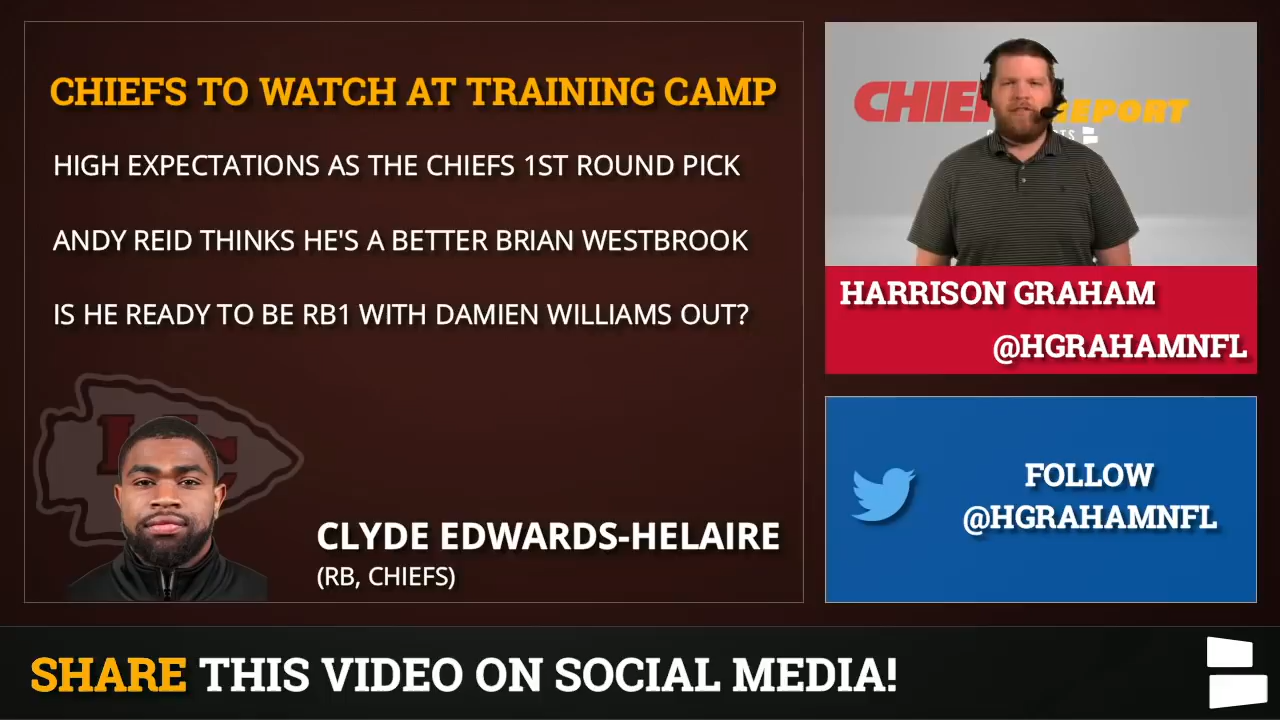 CHIEFS TO WATCH AT TRAINING CAMP
HIGH EXPECTATIONS AS THE CHIEFS 1ST ROUND PICK
ANDY REID THINKS HE'S A BETTER BRIAN WESTBROOK
IS HE READY TO BE RB1 WITH DAMIEN WILLIAMS OUT?
CLYDE EDWARDS-HELAIRE
(RB, CHIEFS)
HARRISON GRAHAM
@HGRAHAMNFL
FOLLOW
@HGRAHAMNFL
SHARE THIS VIDEO ON SOCIAL MEDIA!